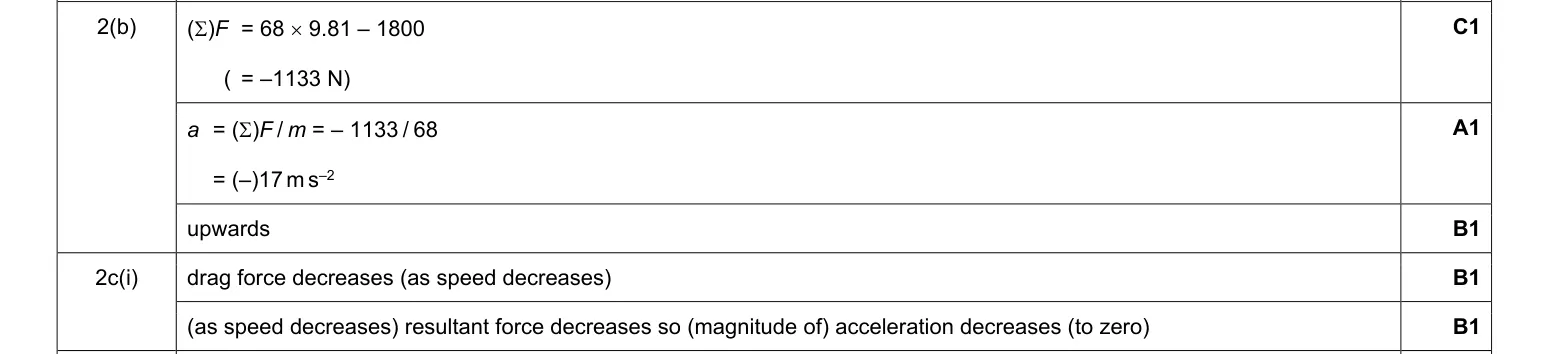 2(b) (Σ)F = 68 × 9.81 – 1800 C1
( = –1133 N)
a = (Σ)F / m = – 1133 / 68 A1
= (–)17 m s–2
upwards B1
2c(i) drag force decreases (as speed decreases) B1
(as speed decreases) resultant force decreases so (magnitude of) acceleration decreases (to zero) B1